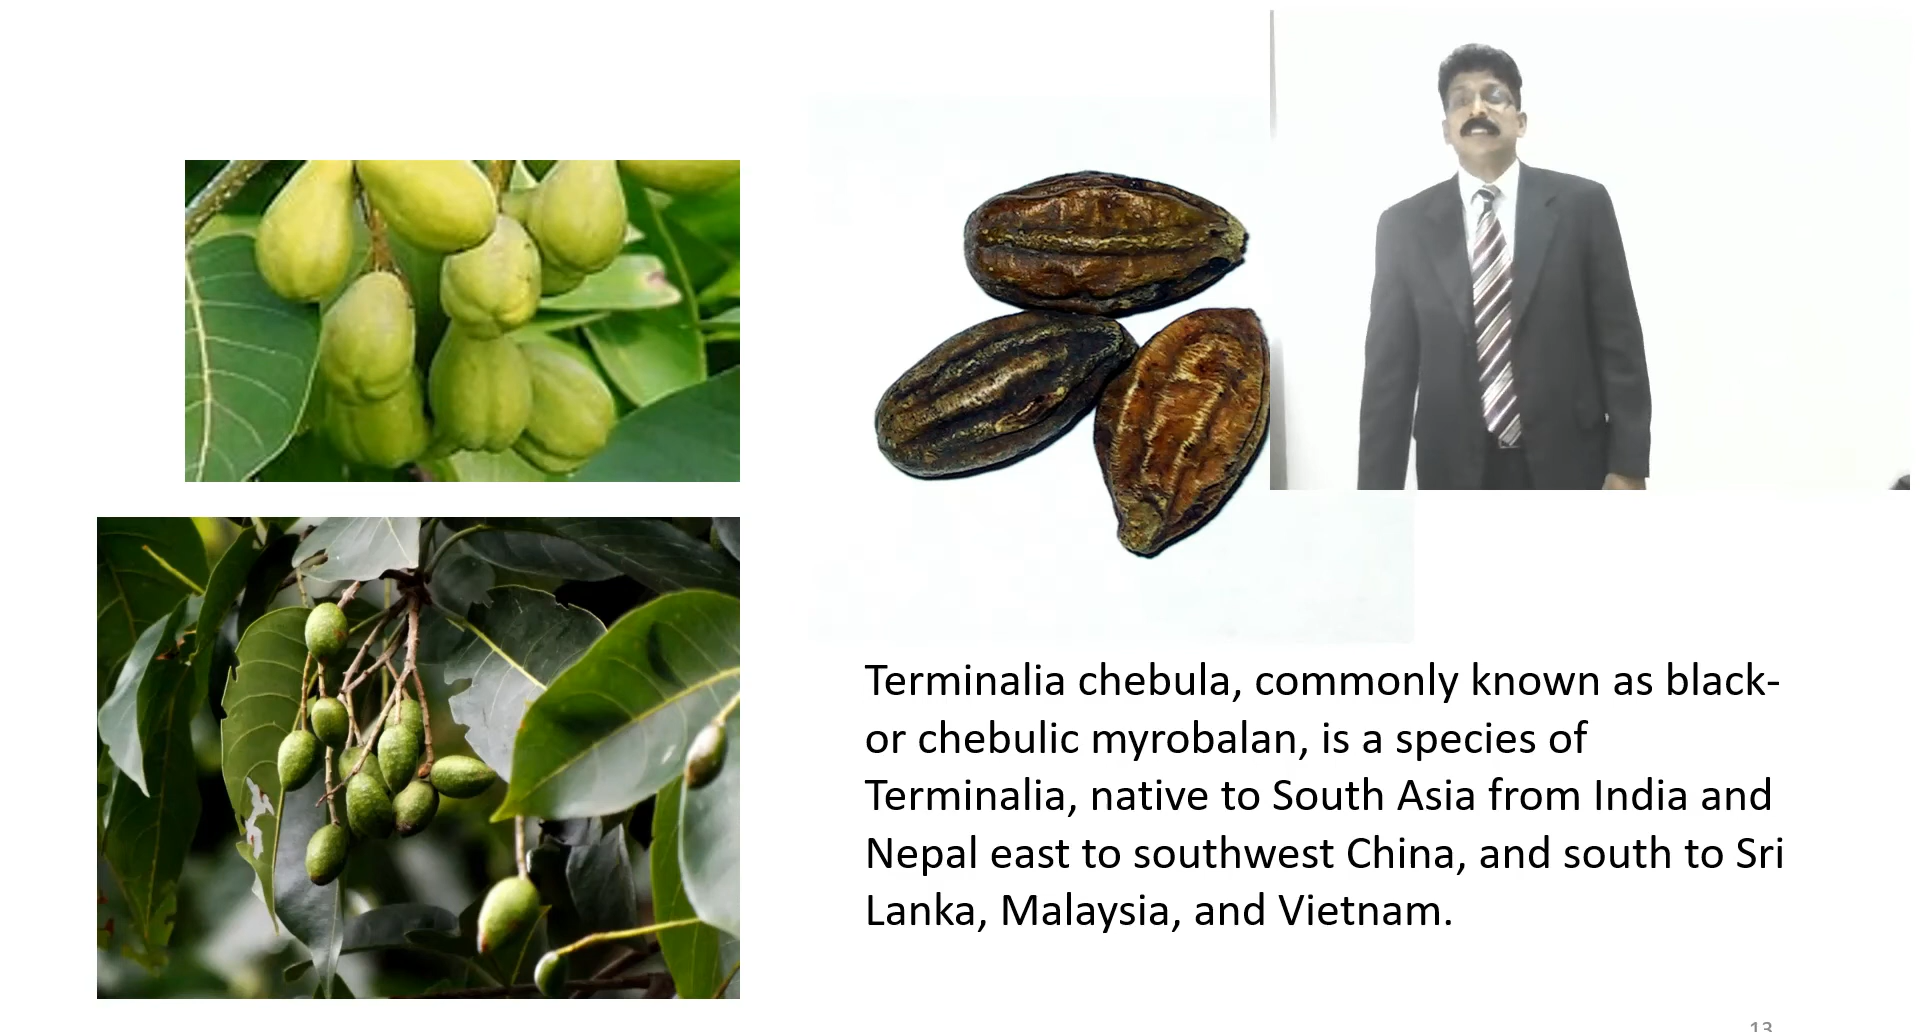 Terminalia chebula, commonly known as black-
or chebulic myrobalan, is a species of
Terminalia, native to South Asia from India and
Nepal east to southwest China, and south to Sri
Lanka, Malaysia, and Vietnam.
13